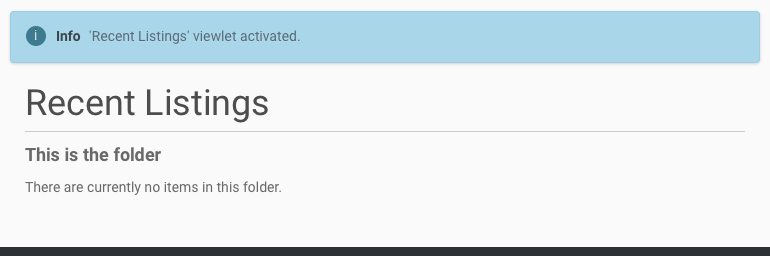 Info 'Recent Listings' viewlet activated.
Recent Listings
This is the folder
There are currently no items in this folder.